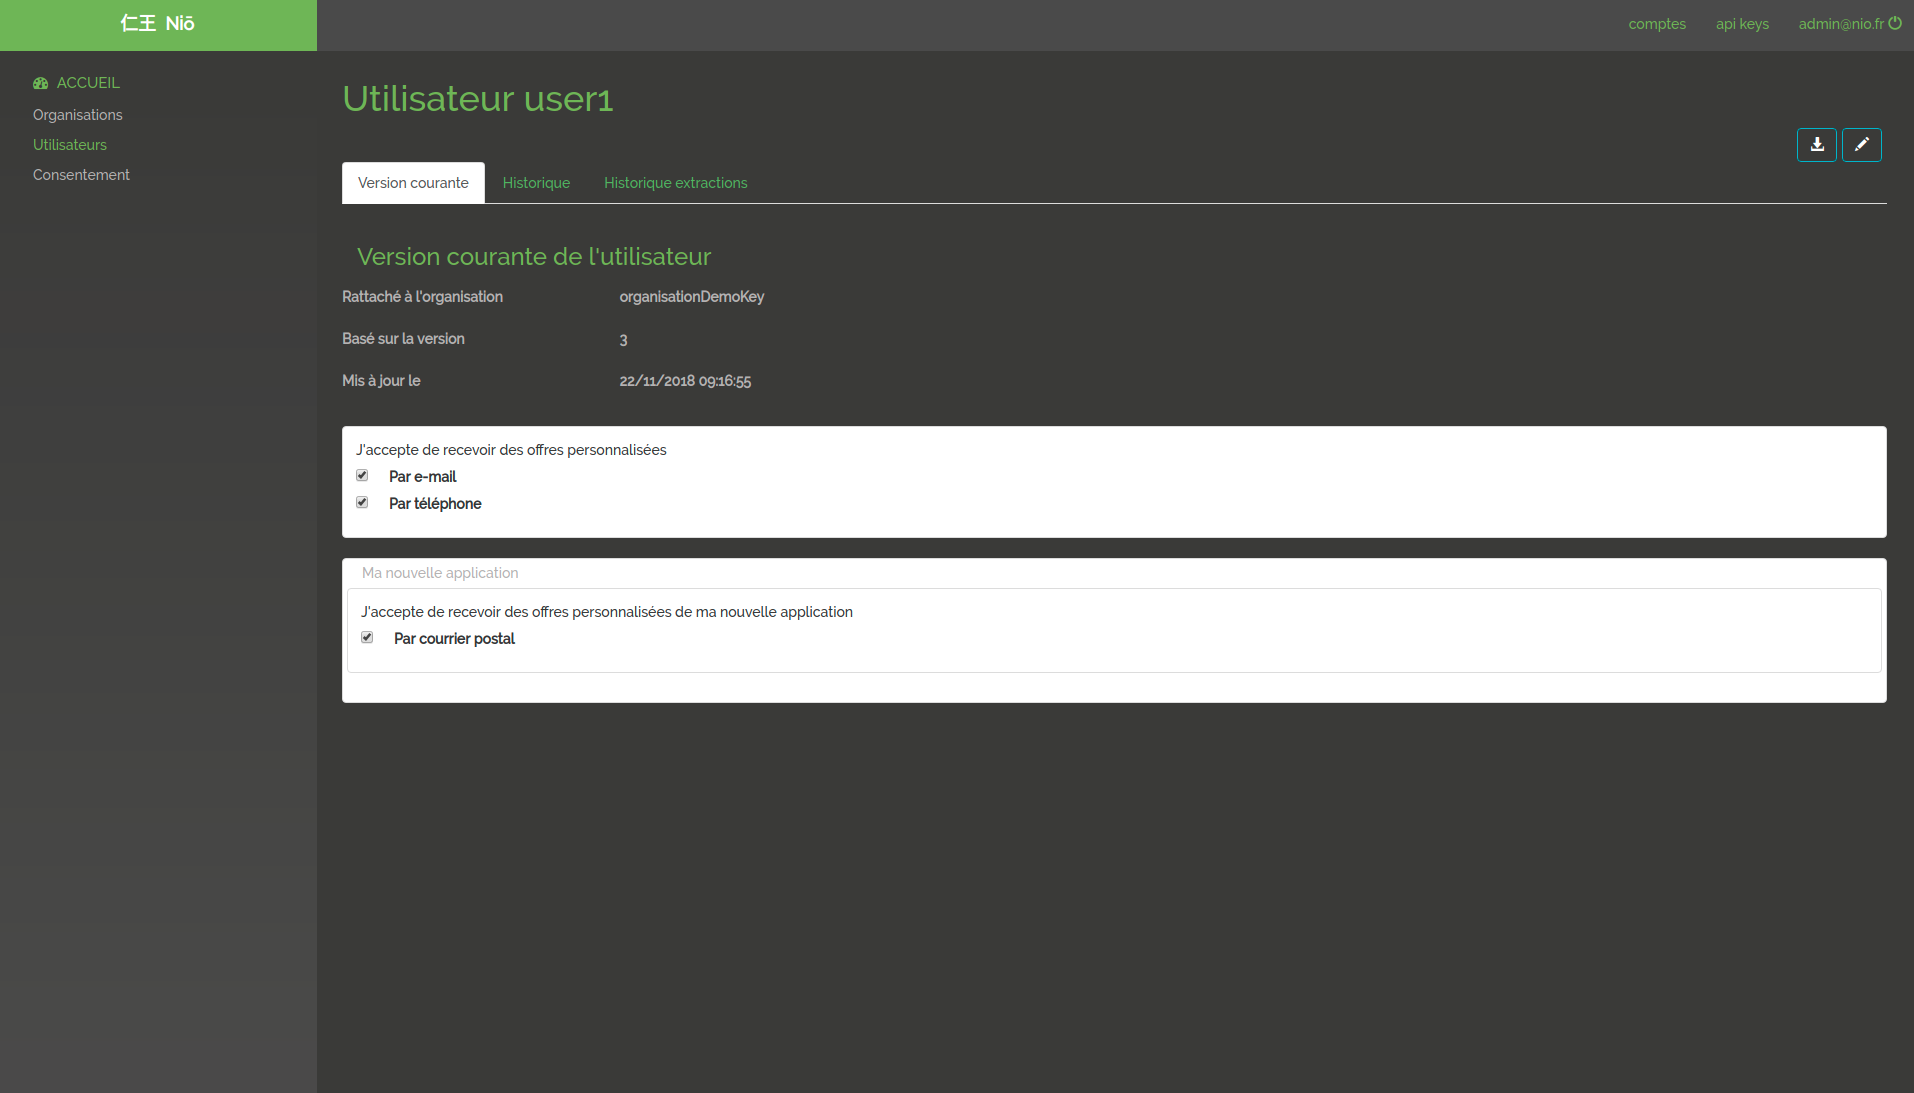 仁王 Niō
comptes
api keys
admin@nio.fr
ACCUEIL
Organisations
Utilisateurs
Consentement
Utilisateur user1
Version courante
Historique
Historique extractions
Version courante de l'utilisateur
Rattaché à l'organisation organisationDemoKey
Basé sur la version 3
Mis à jour le 22/11/2018 09:16:55
J'accepte de recevoir des offres personnalisées
Par e-mail
Par téléphone
Ma nouvelle application
J'accepte de recevoir des offres personnalisées de ma nouvelle application
Par courrier postal